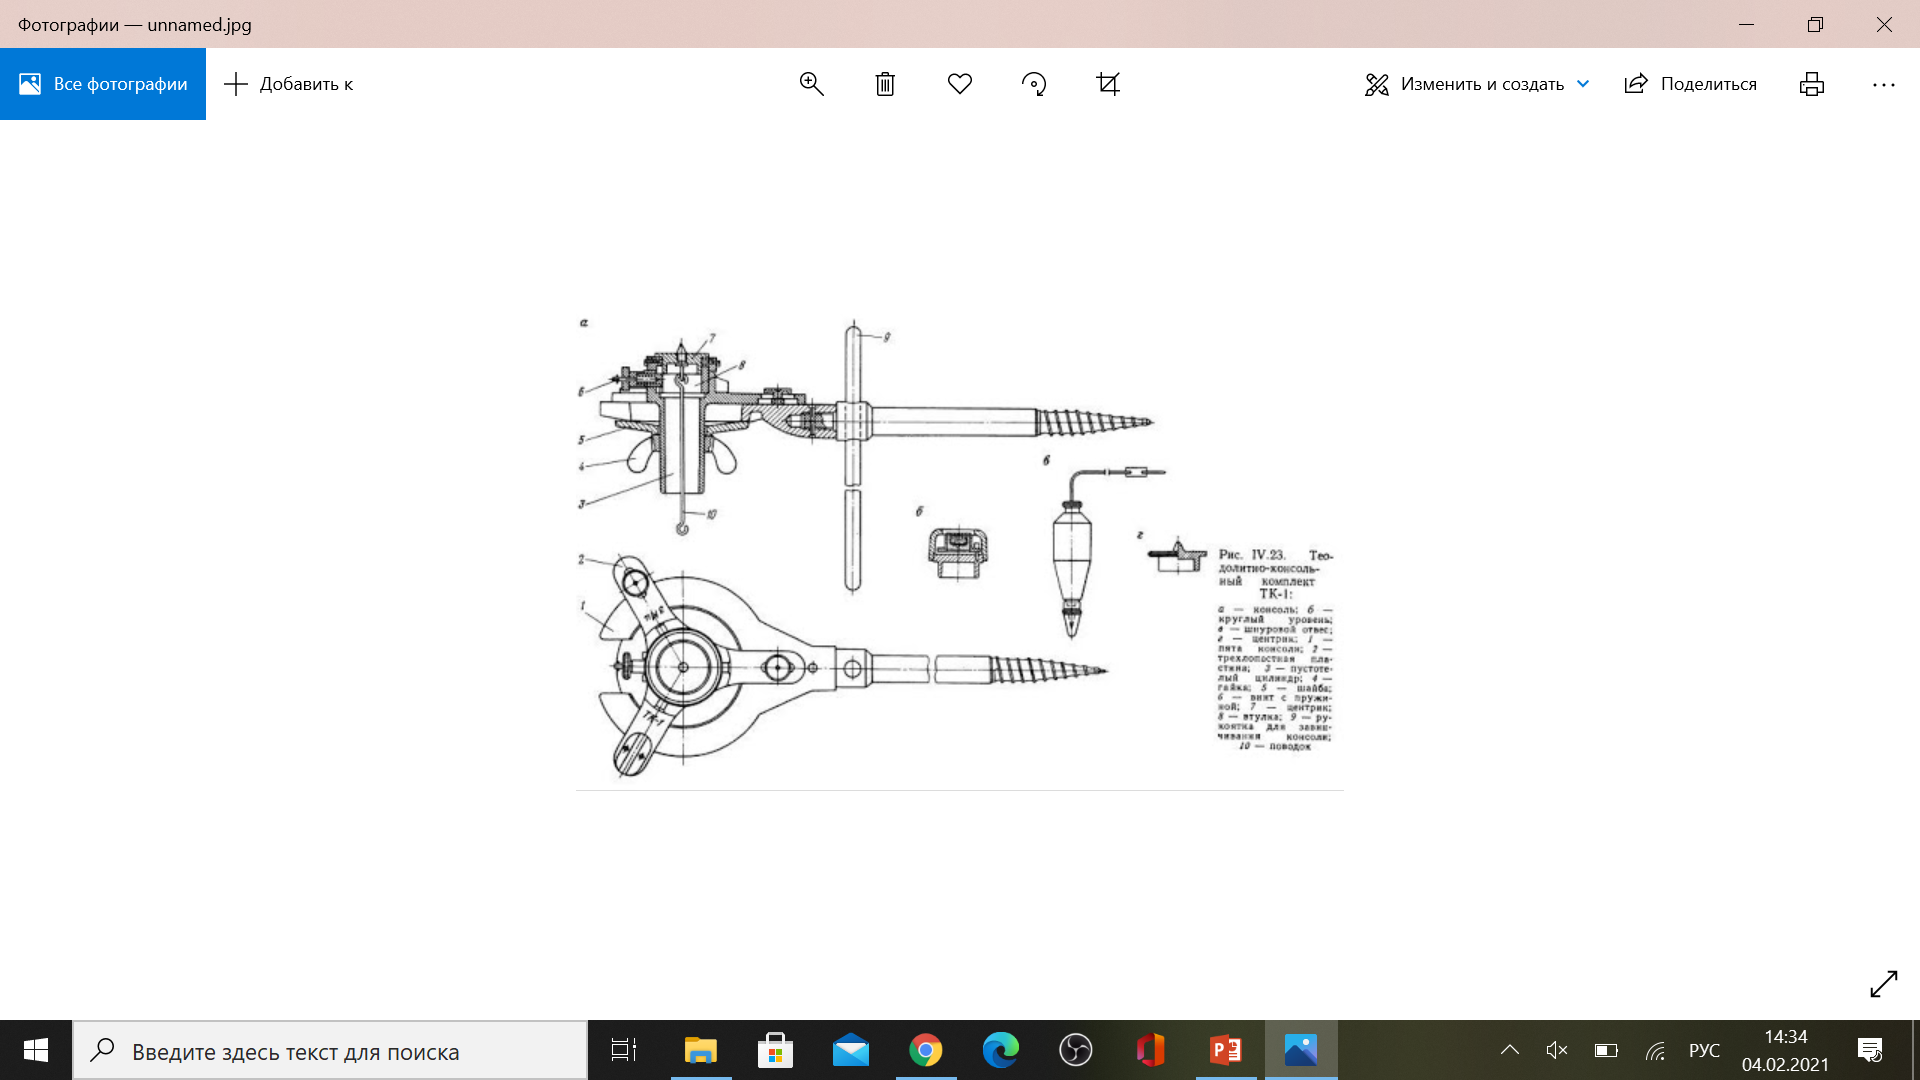 Фотографии — unnamed.jpg
Все фотографии
Добавить к
Изменить и создать
Поделиться
а
7
9
8
6
5
4
3
10
в
б
г
2
1
ТК-1
Рис. IV.23. Тео-
долитно-консоль-
ный комплект
ТК-1:
а — консоль; б —
круглый уровень;
в — шнуровой отвес;
г — центрик; 1 —
пята консоли; 2 —
трехлопастная пла-
стина; 3 — пустоте-
лый цилиндр; 4 —
гайка; 5 — шайба;
6 — винт с пружи-
ной; 7 — центрик;
8 — втулка; 9 — ру-
коятка для завин-
чивания консоли;
10 — поводок
Введите здесь текст для поиска
РУС
14:34
04.02.2021